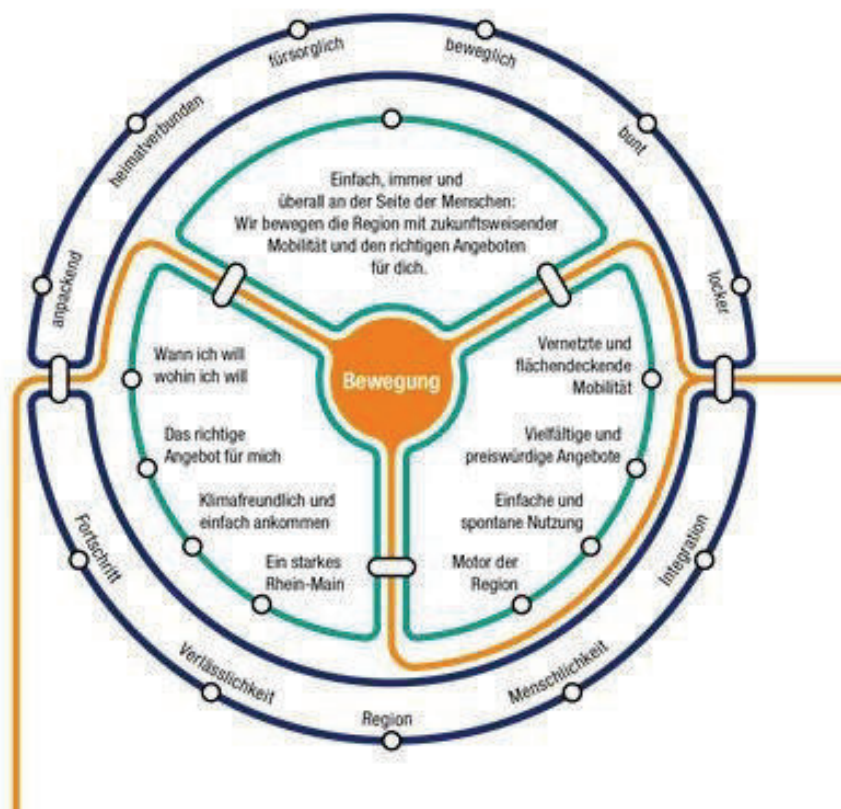 fürsorglich
beweglich
heimatverbunden
bunt
anpackend
locker
Einfach, immer und
überall an der Seite der Menschen:
Wir bewegen die Region mit zukunftsweisender
Mobilität und den richtigen Angeboten
für dich.
Bewegung
Wann ich will
wohin ich will
Das richtige
Angebot für mich
Klimafreundlich und
einfach ankommen
Ein starkes
Rhein-Main
Vernetzte und
flächendeckende
Mobilität
Vielfältige und
preiswürdige Angebote
Einfache und
spontane Nutzung
Motor der
Region
Fortschritt
Verlässlichkeit
Region
Menschlichkeit
Integration